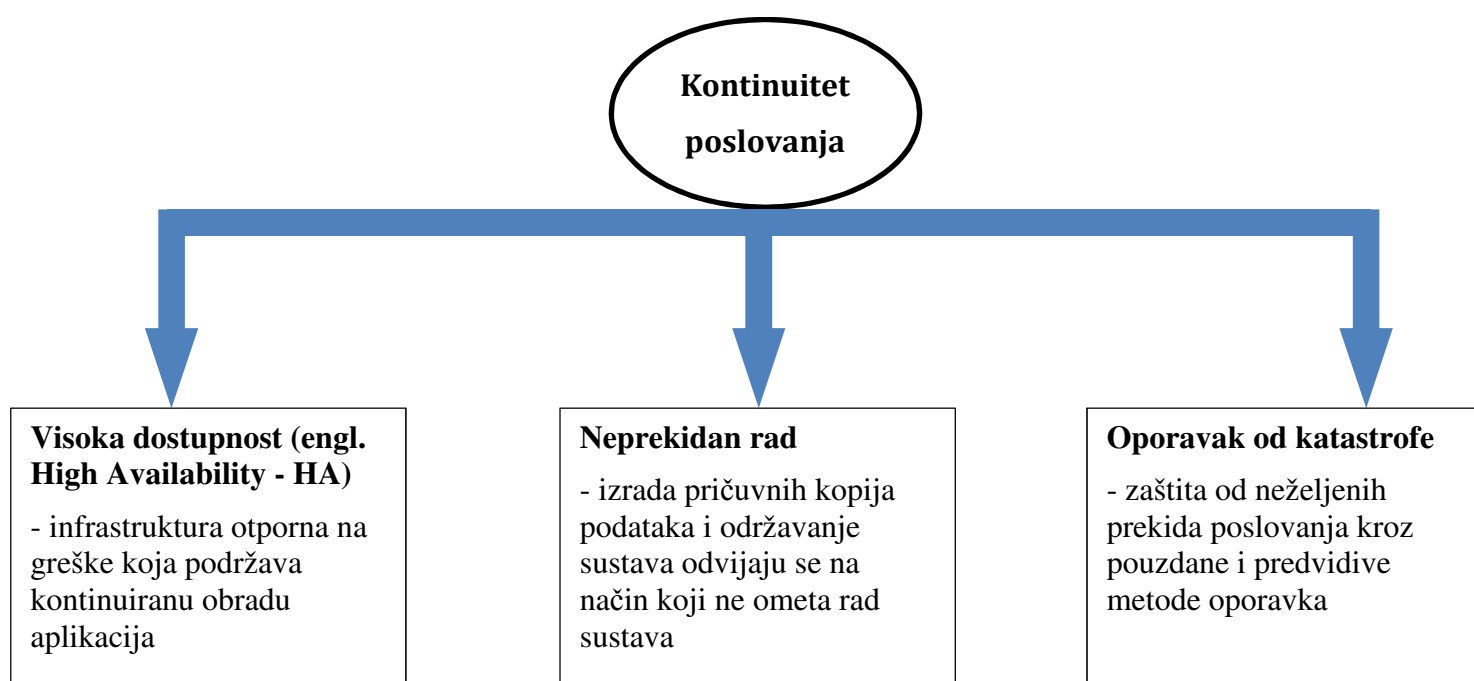 Kontinuitet
poslovanja
Visoka dostupnost (engl.
High Availability - HA)
- infrastruktura otporna na
greške koja podržava
kontinuiranu obradu
aplikacija
Neprekidan rad
- izrada pričuvnih kopija
podataka i održavanje
sustava odvijaju se na
način koji ne ometa rad
sustava
Oporavak od katastrofe
- zaštita od neželjenih
prekida poslovanja kroz
pouzdane i predvidive
metode oporavka